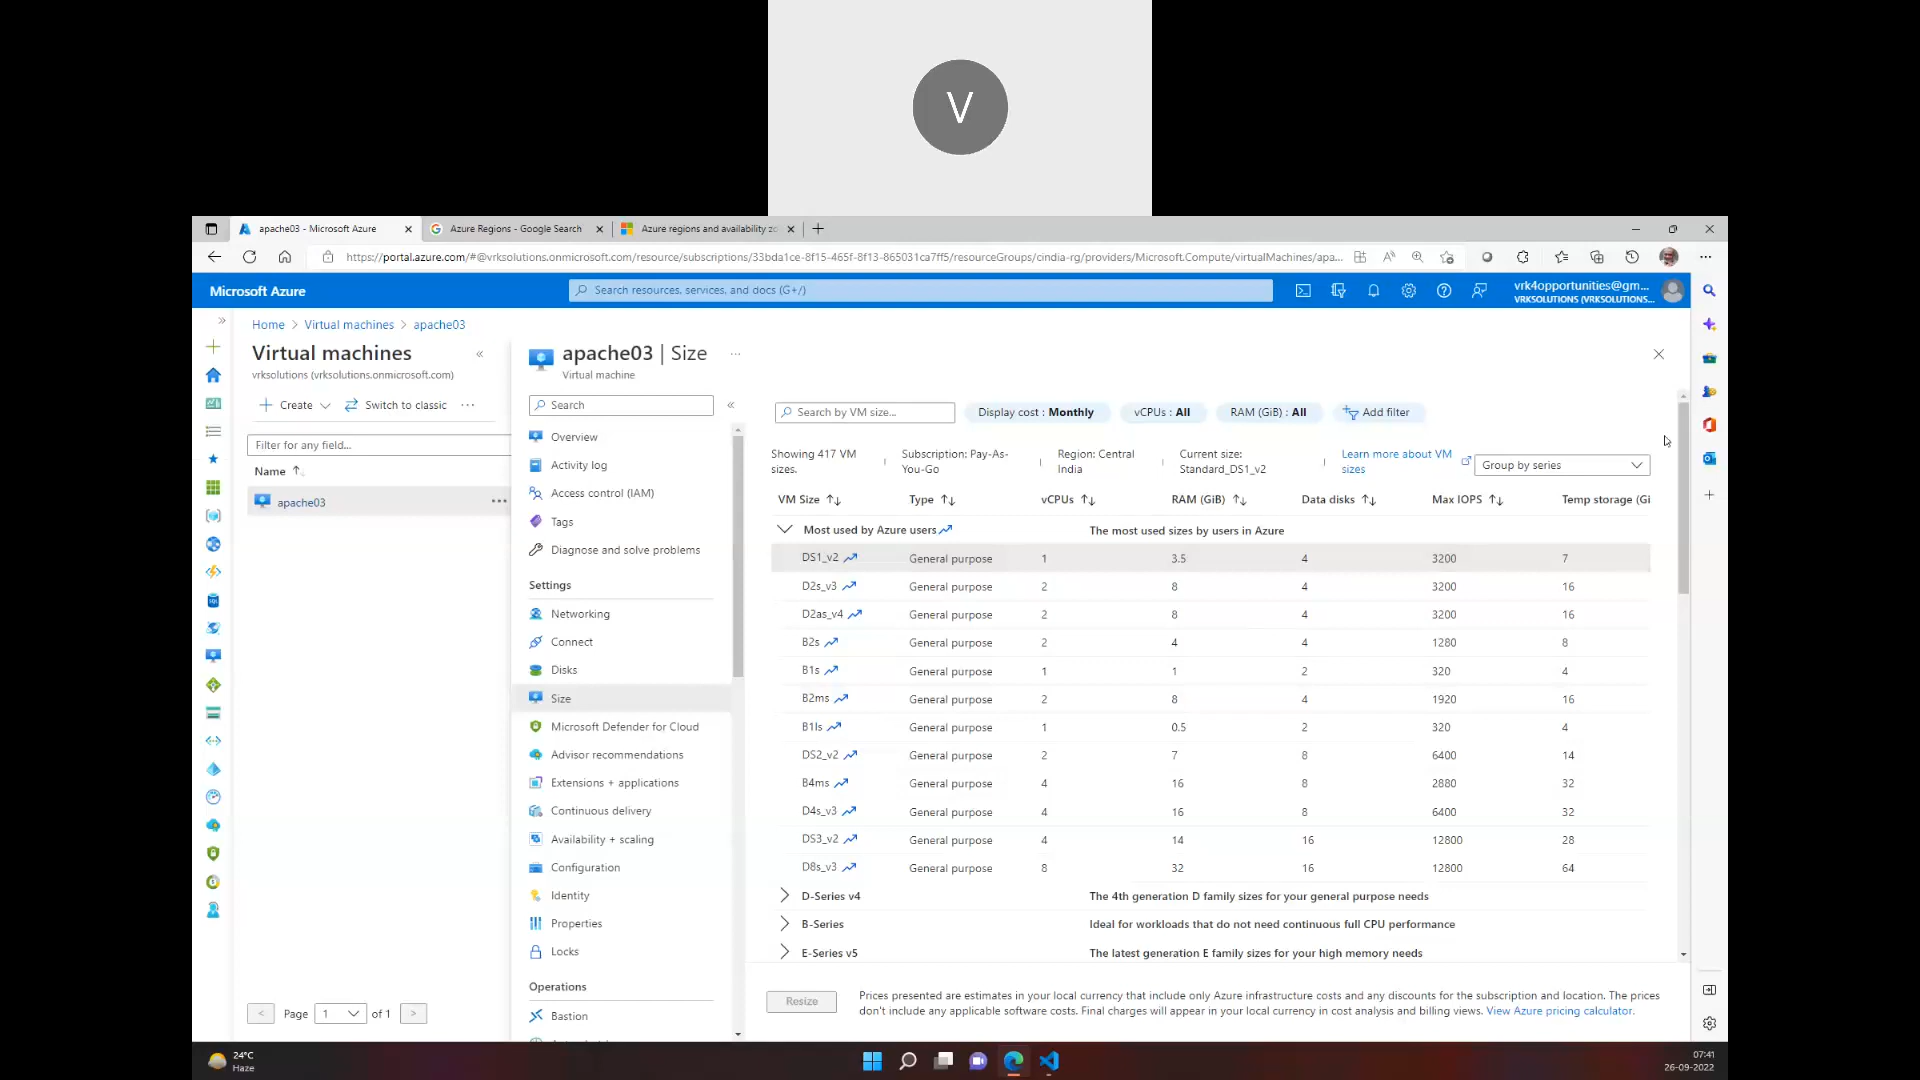 V
apache03 - Microsoft Azure
Azure Regions - Google Search
Azure regions and availability zo
https://portal.azure.com/#@vrksolutions.onmicrosoft.com/resource/subscriptions/33bda1ce-8f15-465f-8f13-865031ca7ff5/resourceGroups/cindia-rg/providers/Microsoft.Compute/virtualMachines/apa...
Microsoft Azure
Search resources, services, and docs (G+/)
vrk4opportunities@gm...
VRKSOLUTIONS (VRKSOLUTIONS....
Home > Virtual machines > apache03
Virtual machines
vrksolutions (vrksolutions.onmicrosoft.com)
Create
Switch to classic
Filter for any field...
Name ↑
apache03
Page 1 of 1
apache03 | Size
Virtual machine
Search
Overview
Activity log
Access control (IAM)
Tags
Diagnose and solve problems
Settings
Networking
Connect
Disks
Size
Microsoft Defender for Cloud
Advisor recommendations
Extensions + applications
Continuous delivery
Availability + scaling
Configuration
Identity
Properties
Locks
Operations
Bastion
Search by VM size...
Display cost : Monthly
vCPUs : All
RAM (GiB) : All
Add filter
Showing 417 VM sizes.
Subscription: Pay-As-You-Go
Region: Central India
Current size: Standard_DS1_v2
Learn more about VM sizes
Group by series
VM Size ↑↓ Type ↑↓ vCPUs ↑↓ RAM (GiB) ↑↓ Data disks ↑↓ Max IOPS ↑↓ Temp storage (Gi
Most used by Azure users The most used sizes by users in Azure
DS1_v2 General purpose 1 3.5 4 3200 7
D2s_v3 General purpose 2 8 4 3200 16
D2as_v4 General purpose 2 8 4 3200 16
B2s General purpose 2 4 4 1280 8
B1s General purpose 1 1 2 320 4
B2ms General purpose 2 8 4 1920 16
B1ls General purpose 1 0.5 2 320 4
DS2_v2 General purpose 2 7 8 6400 14
B4ms General purpose 4 16 8 2880 32
D4s_v3 General purpose 4 16 8 6400 32
DS3_v2 General purpose 4 14 16 12800 28
D8s_v3 General purpose 8 32 16 12800 64
D-Series v4 The 4th generation D family sizes for your general purpose needs
B-Series Ideal for workloads that do not need continuous full CPU performance
E-Series v5 The latest generation E family sizes for your high memory needs
Resize
Prices presented are estimates in your local currency that include only Azure infrastructure costs and any discounts for the subscription and location. The prices
don't include any applicable software costs. Final charges will appear in your local currency in cost analysis and billing views. View Azure pricing calculator.
24°C
Haze
07:41
26-09-2022